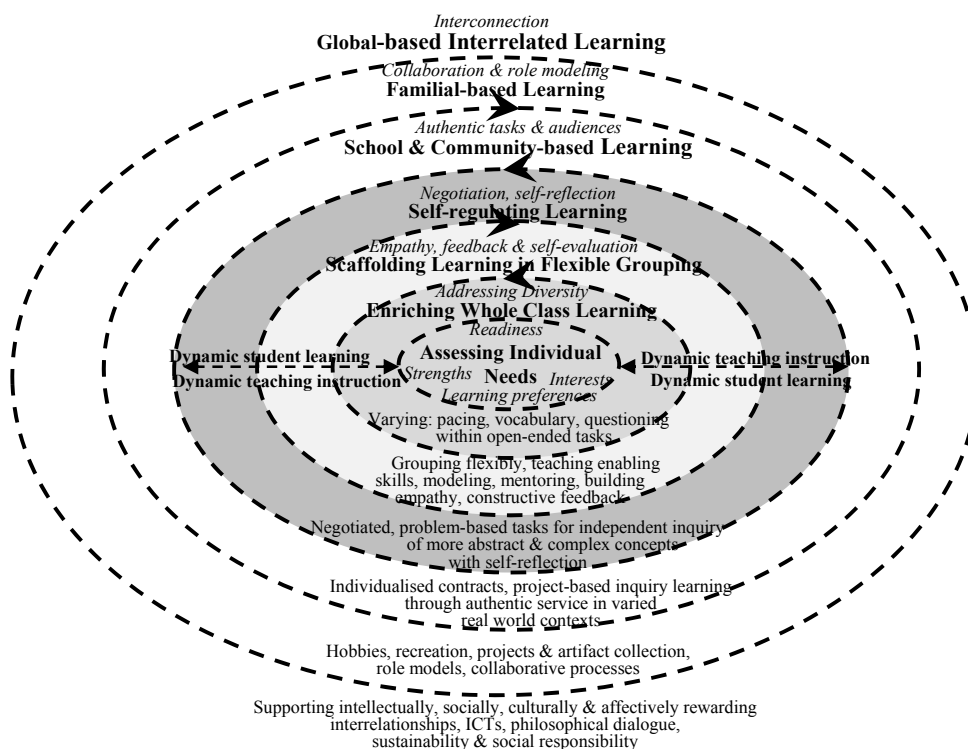 Interconnection
Global-based Interrelated Learning
Collaboration & role modeling
Familial-based Learning
Authentic tasks & audiences
School & Community-based Learning
Negotiation, self-reflection
Self-regulating Learning
Empathy, feedback & self-evaluation
Scaffolding Learning in Flexible Grouping
Addressing Diversity
Enriching Whole Class Learning
Readiness
Assessing Individual
Needs
Strengths
Interests
Learning preferences
Dynamic student learning
Dynamic teaching instruction
Dynamic teaching instruction
Dynamic student learning
Varying: pacing, vocabulary, questioning
within open-ended tasks
Grouping flexibly, teaching enabling
skills, modeling, mentoring, building
empathy, constructive feedback
Negotiated, problem-based tasks for independent inquiry
of more abstract & complex concepts
with self-reflection
Individualised contracts, project-based inquiry learning
through authentic service in varied
real world contexts
Hobbies, recreation, projects & artifact collection,
role models, collaborative processes
Supporting intellectually, socially, culturally & affectively rewarding
interrelationships, ICTs, philosophical dialogue,
sustainability & social responsibility